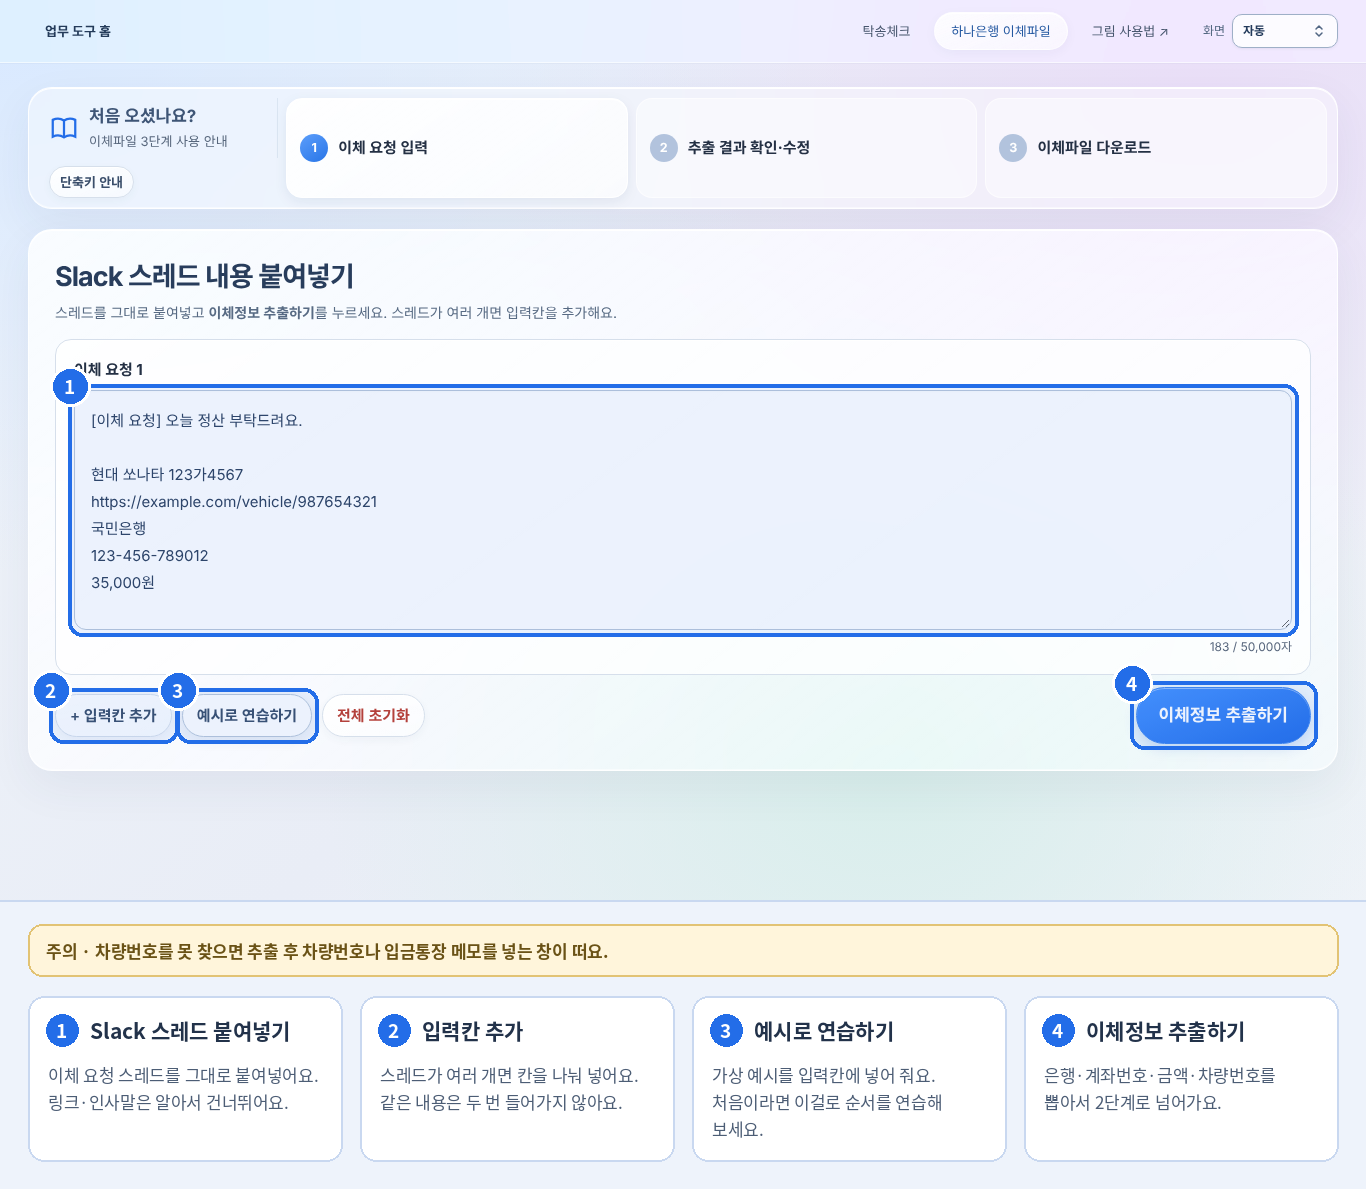 업무 도구 홈
탁송체크
하나은행 이체파일
그림 사용법 ↗
화면
자동
처음 오셨나요?
이체파일 3단계 사용 안내
단축키 안내
1 이체 요청 입력
2 추출 결과 확인·수정
3 이체파일 다운로드
Slack 스레드 내용 붙여넣기
스레드를 그대로 붙여넣고 이체정보 추출하기를 누르세요. 스레드가 여러 개면 입력칸을 추가해요.
이체 요청 1
1
[이체 요청] 오늘 정산 부탁드려요.
현대 쏘나타 123가4567
https://example.com/vehicle/987654321
국민은행
123-456-789012
35,000원
183 / 50,000자
2
+ 입력칸 추가
3
예시로 연습하기
전체 초기화
4
이체정보 추출하기
주의 · 차량번호를 못 찾으면 추출 후 차량번호나 입금통장 메모를 넣는 창이 떠요.
1 Slack 스레드 붙여넣기
이체 요청 스레드를 그대로 붙여넣어요.
링크·인사말은 알아서 건너뛰어요.
2 입력칸 추가
스레드가 여러 개면 칸을 나눠 넣어요.
같은 내용은 두 번 들어가지 않아요.
3 예시로 연습하기
가상 예시를 입력칸에 넣어 줘요.
처음이라면 이걸로 순서를 연습해
보세요.
4 이체정보 추출하기
은행·계좌번호·금액·차량번호를
뽑아서 2단계로 넘어가요.